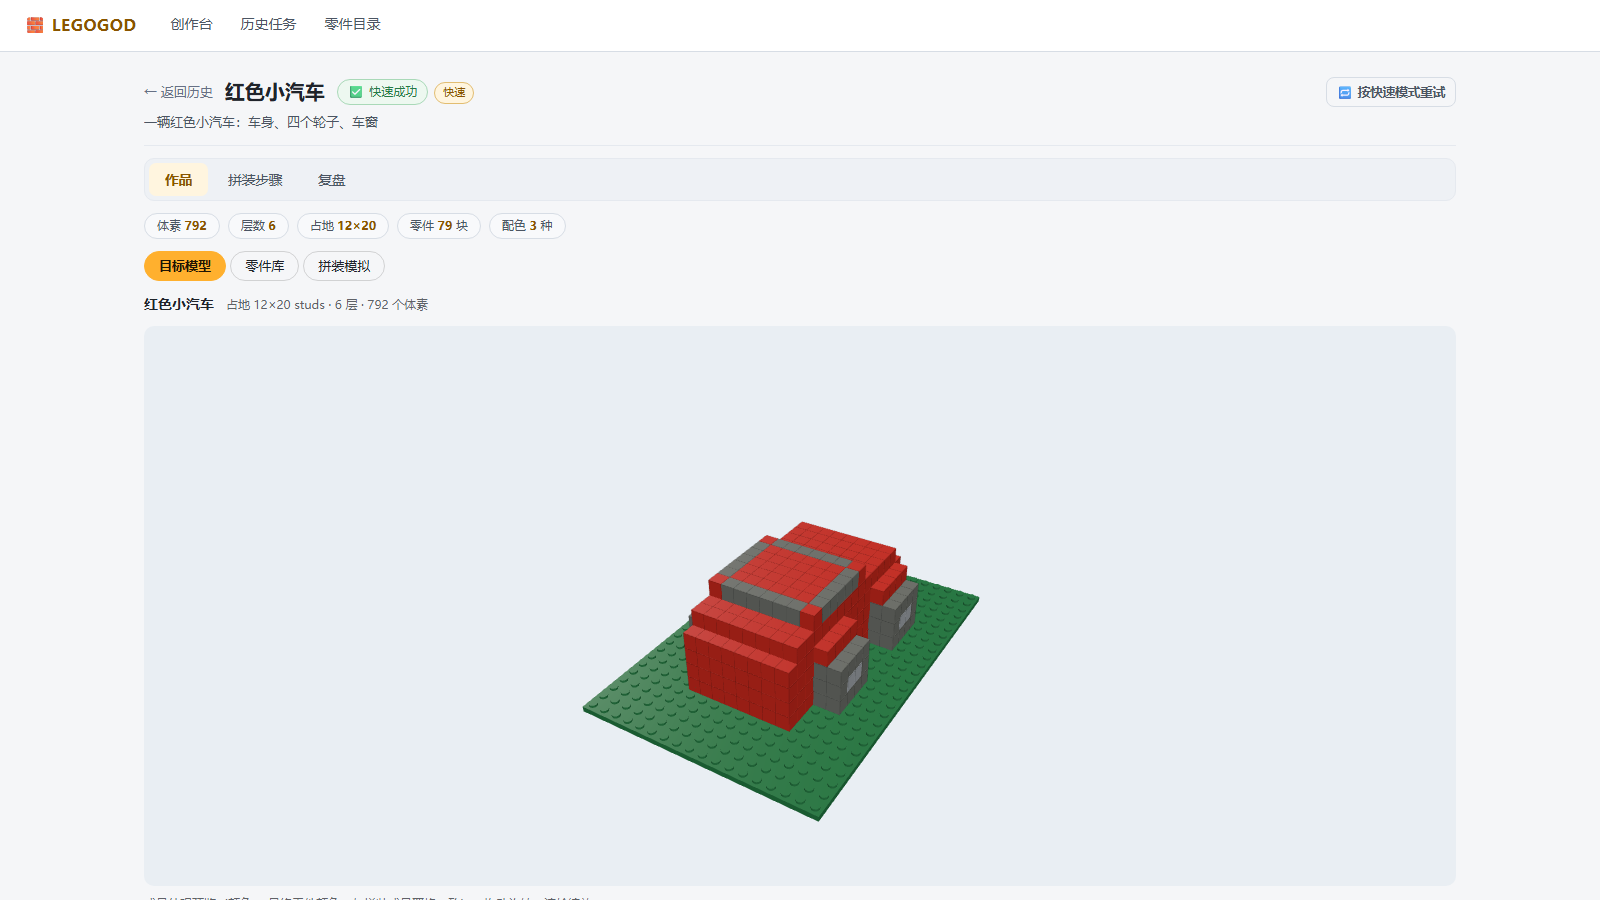 LEGOGOD 创作台 历史任务 零件目录
← 返回历史 红色小汽车 快速成功 快速 按快速模式重试
一辆红色小汽车：车身、四个轮子、车窗
作品 拼装步骤 复盘
体素 792 层数 6 占地 12×20 零件 79 块 配色 3 种
目标模型 零件库 拼装模拟
红色小汽车 占地 12×20 studs · 6 层 · 792 个体素